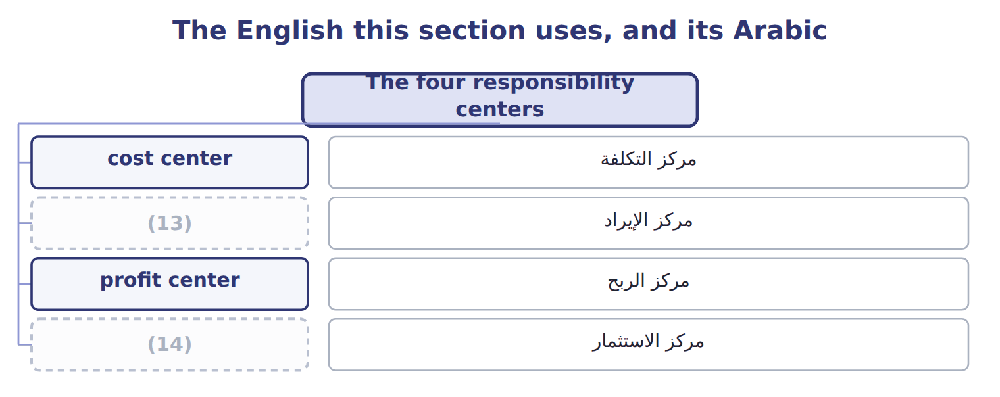 The English this section uses, and its Arabic
The four responsibility
centers
cost center
مركز التكلفة
(13)
مركز الإيراد
profit center
مركز الربح
(14)
مركز الاستثمار